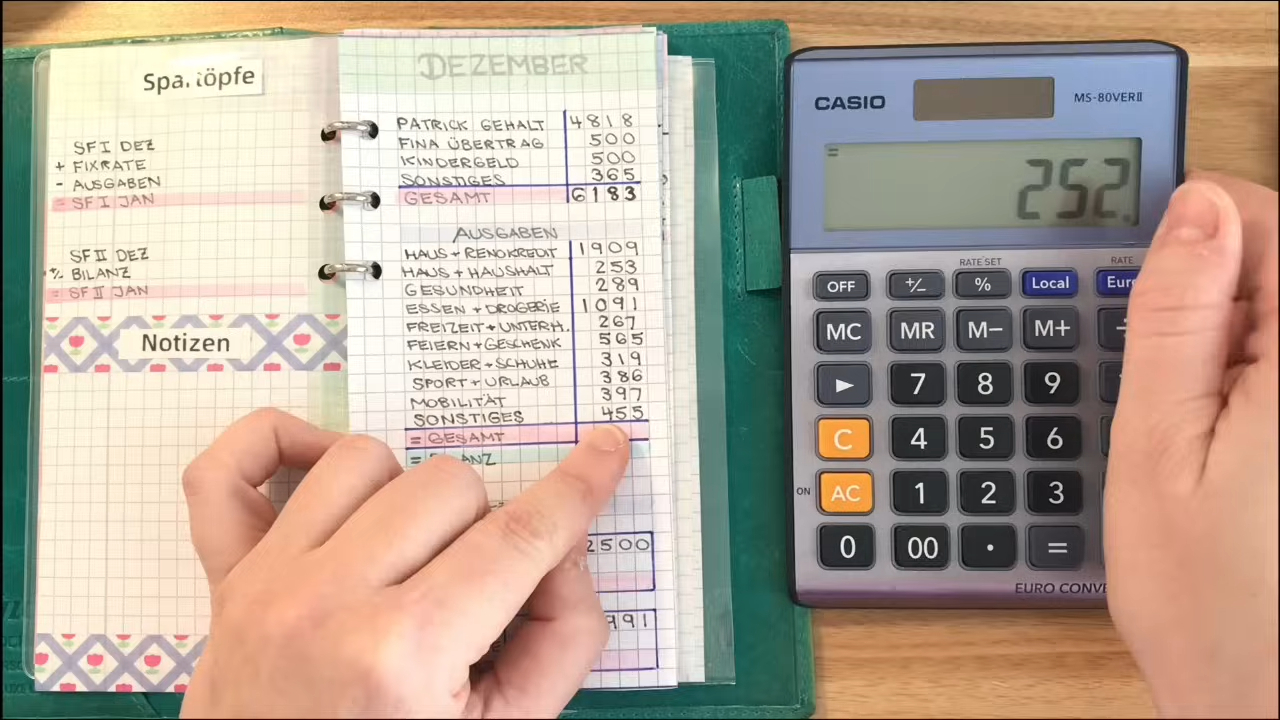 Spartöpfe
SF I DEZ
+ FIXRATE
- AUSGABEN
= SF I JAN
SF II DEZ
BILANZ
= SF II JAN
Notizen
DEZEMBER
PATRICK GEHALT 4818
FINA ÜBERTRAG 500
KINDERGELD 500
SONSTIGES 365
GESAMT 6183
AUSGABEN
HAUS + RENOKREDIT 1909
HAUS + HAUSHALT 253
GESUNDHEIT 289
ESSEN + DROGERIE 1091
FREIZEIT + UNTERH. 267
FEIERN + GESCHENK 565
KLEIDER + SCHUHE 319
SPORT + URLAUB 386
MOBILITÄT 397
SONSTIGES 455
= GESAMT
2500
991
CASIO MS-80VERII
=
252.
RATE SET RATE
OFF +/− % Local Euro
MC MR M− M+ ÷
► 7 8 9
C 4 5 6
ON AC 1 2 3
0 00 · =
EURO CONVE